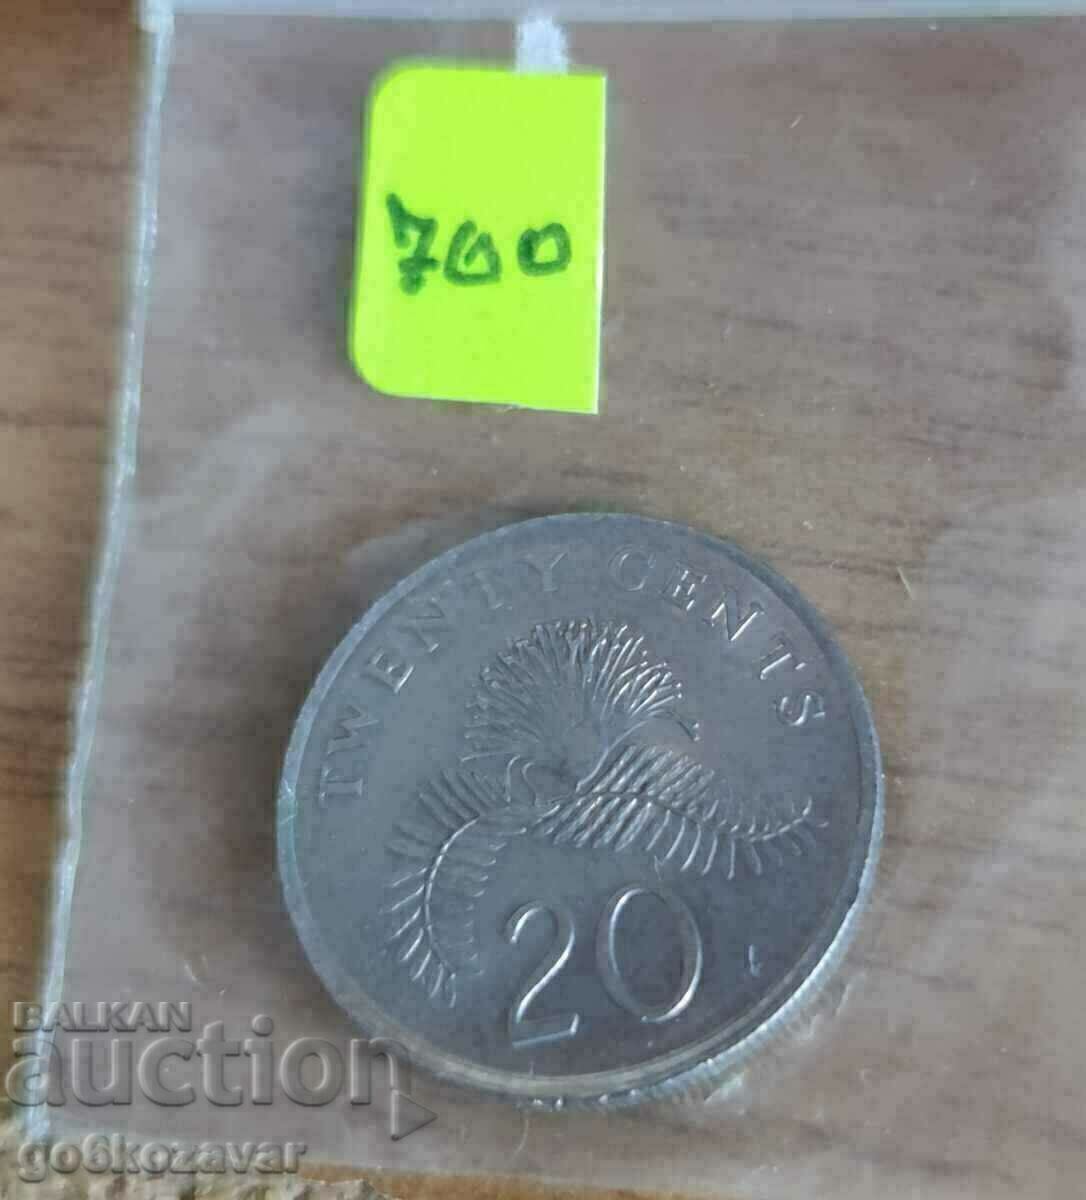 700
TWENTY CENTS
20
BALKAN
auction
go6kozavar